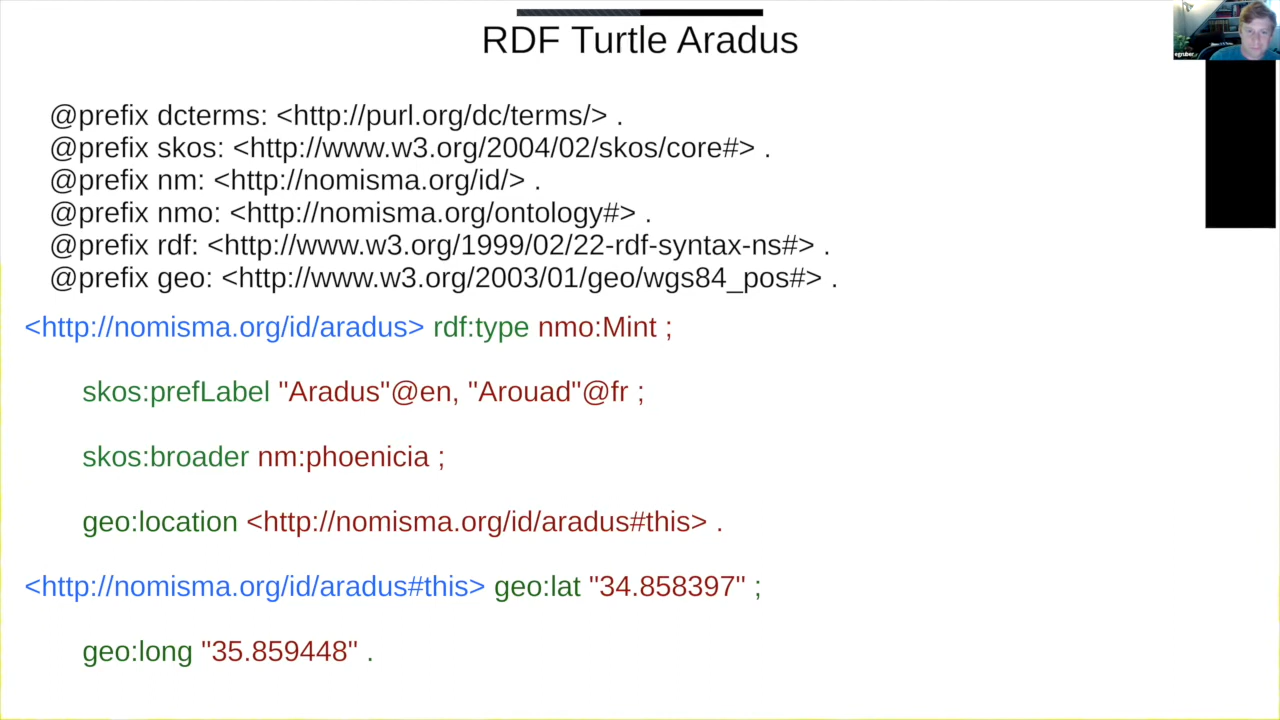 RDF Turtle Aradus
egruber
@prefix dcterms: <http://purl.org/dc/terms/> .
@prefix skos: <http://www.w3.org/2004/02/skos/core#> .
@prefix nm: <http://nomisma.org/id/> .
@prefix nmo: <http://nomisma.org/ontology#> .
@prefix rdf: <http://www.w3.org/1999/02/22-rdf-syntax-ns#> .
@prefix geo: <http://www.w3.org/2003/01/geo/wgs84_pos#> .
<http://nomisma.org/id/aradus> rdf:type nmo:Mint ;
skos:prefLabel "Aradus"@en, "Arouad"@fr ;
skos:broader nm:phoenicia ;
geo:location <http://nomisma.org/id/aradus#this> .
<http://nomisma.org/id/aradus#this> geo:lat "34.858397" ;
geo:long "35.859448" .